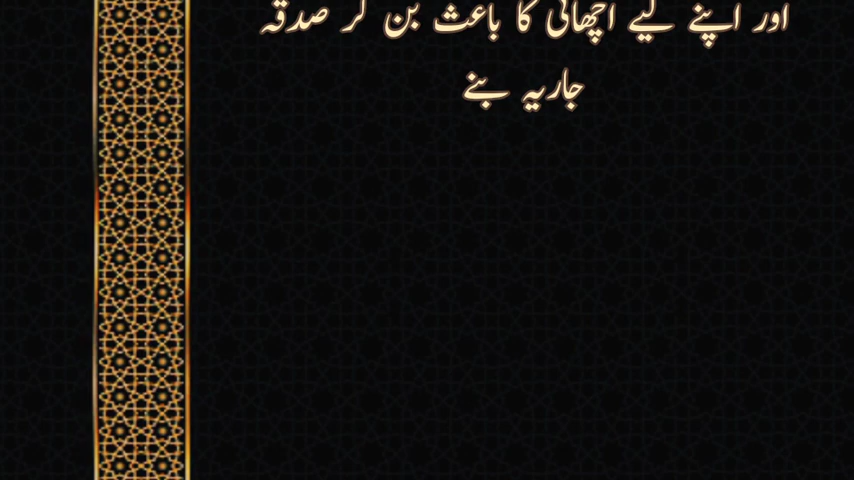 اور اپنے لیے اچھائی کا باعث بن کر صدقہ
جاریہ بنے